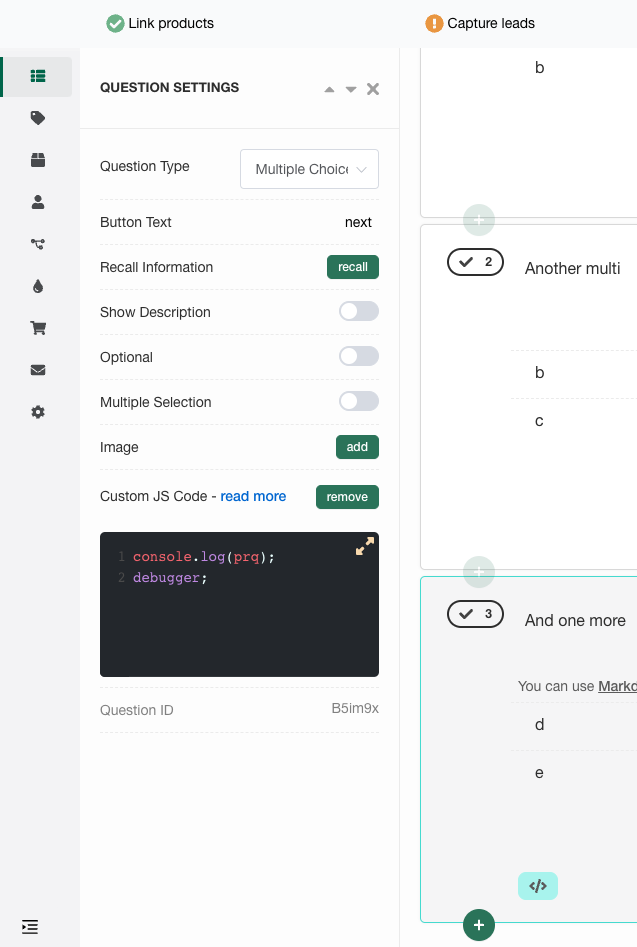 Link products
Capture leads
QUESTION SETTINGS
Question Type
Multiple Choice
Button Text
next
Recall Information
recall
Show Description
Optional
Multiple Selection
Image
add
Custom JS Code - read more
remove
1 console.log(prq);
2 debugger;
Question ID
B5im9x
b
2
Another multi
b
c
3
And one more
You can use Markd
d
e